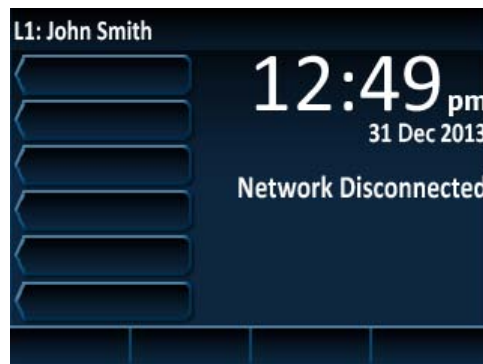 L1: John Smith
12:49 pm
31 Dec 2013
Network Disconnected